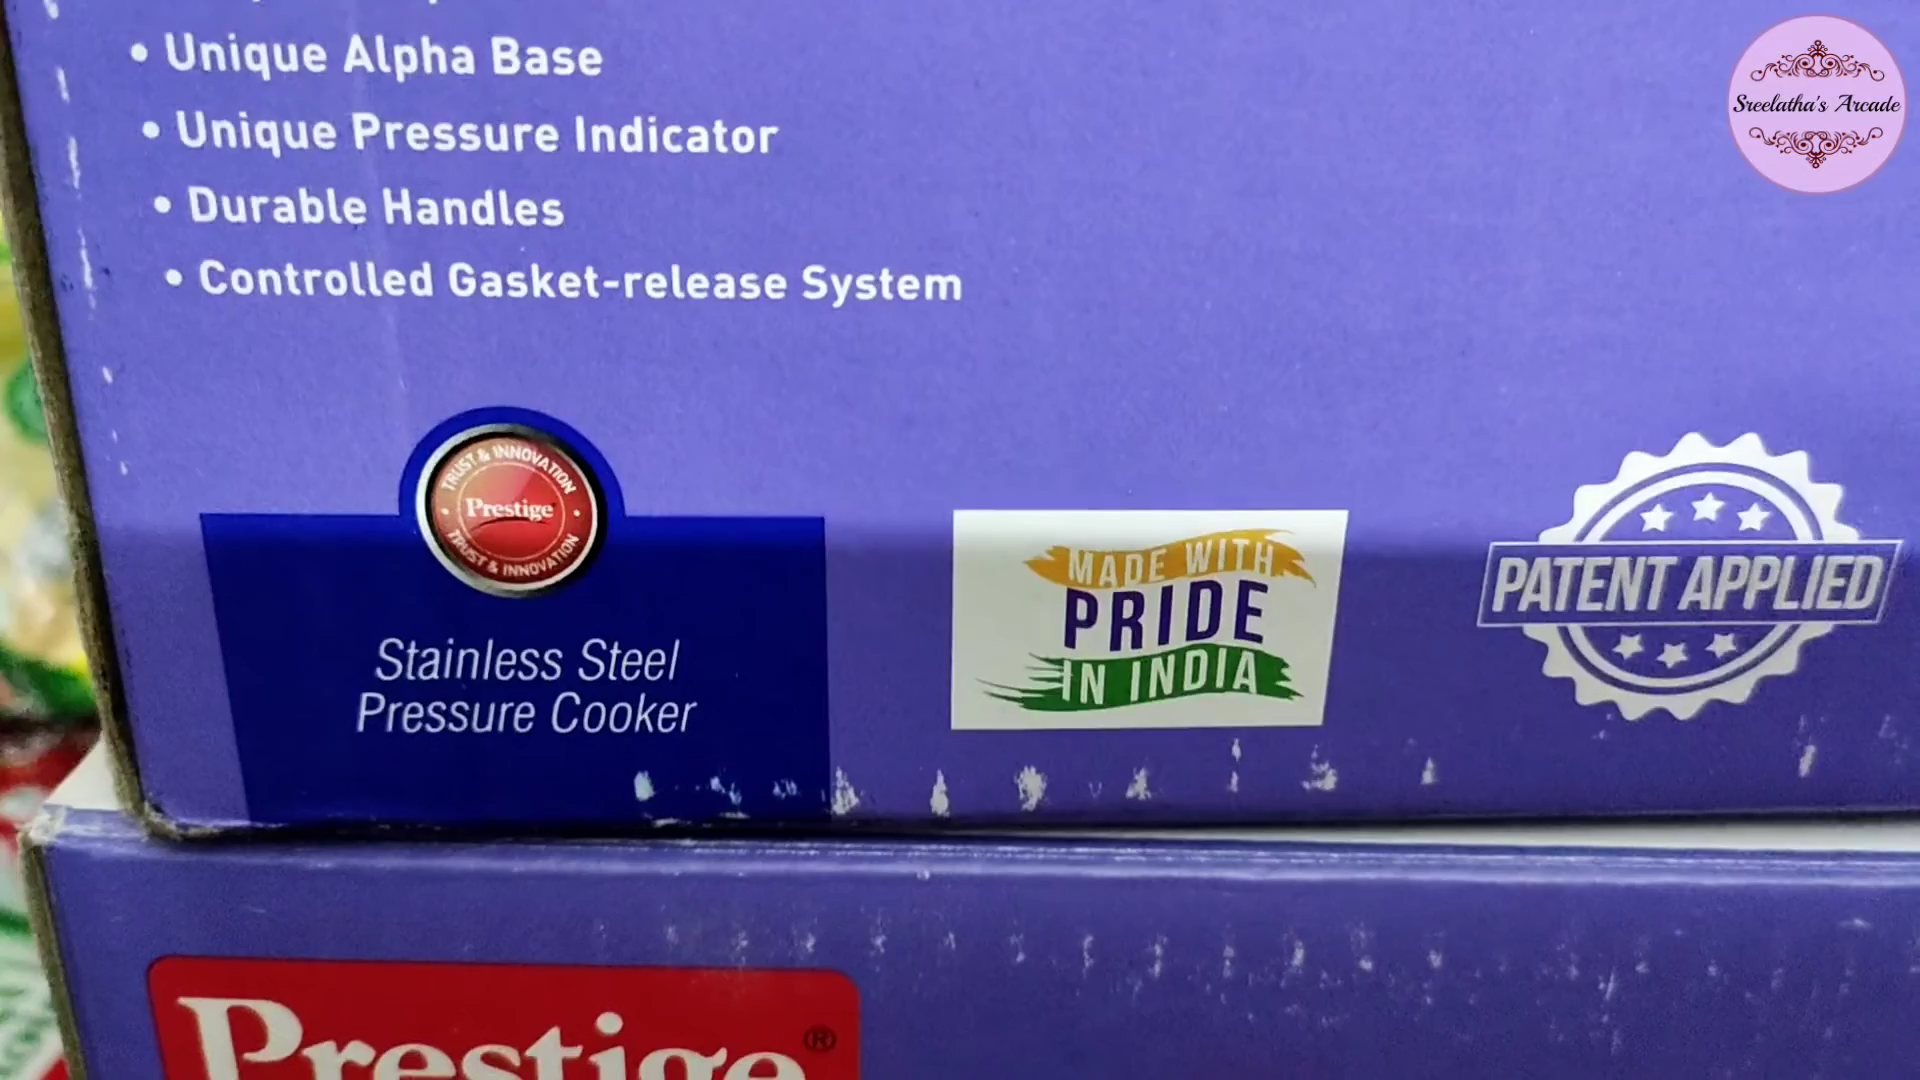 • Unique Alpha Base
• Unique Pressure Indicator
• Durable Handles
• Controlled Gasket-release System
Sreelatha's Arcade
TRUST & INNOVATION
Prestige
TRUST & INNOVATION
Stainless Steel
Pressure Cooker
MADE WITH
PRIDE
IN INDIA
PATENT APPLIED
Prestige®